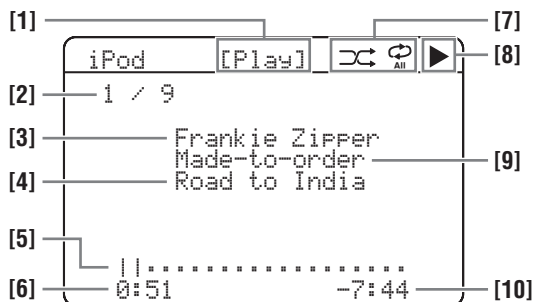 [1] [7]
iPod [Play] All [8]
[2] 1 / 9
[3] Frankie Zipper
Made-to-order [9]
[4] Road to India
[5]
[6] 0:51 -7:44 [10]